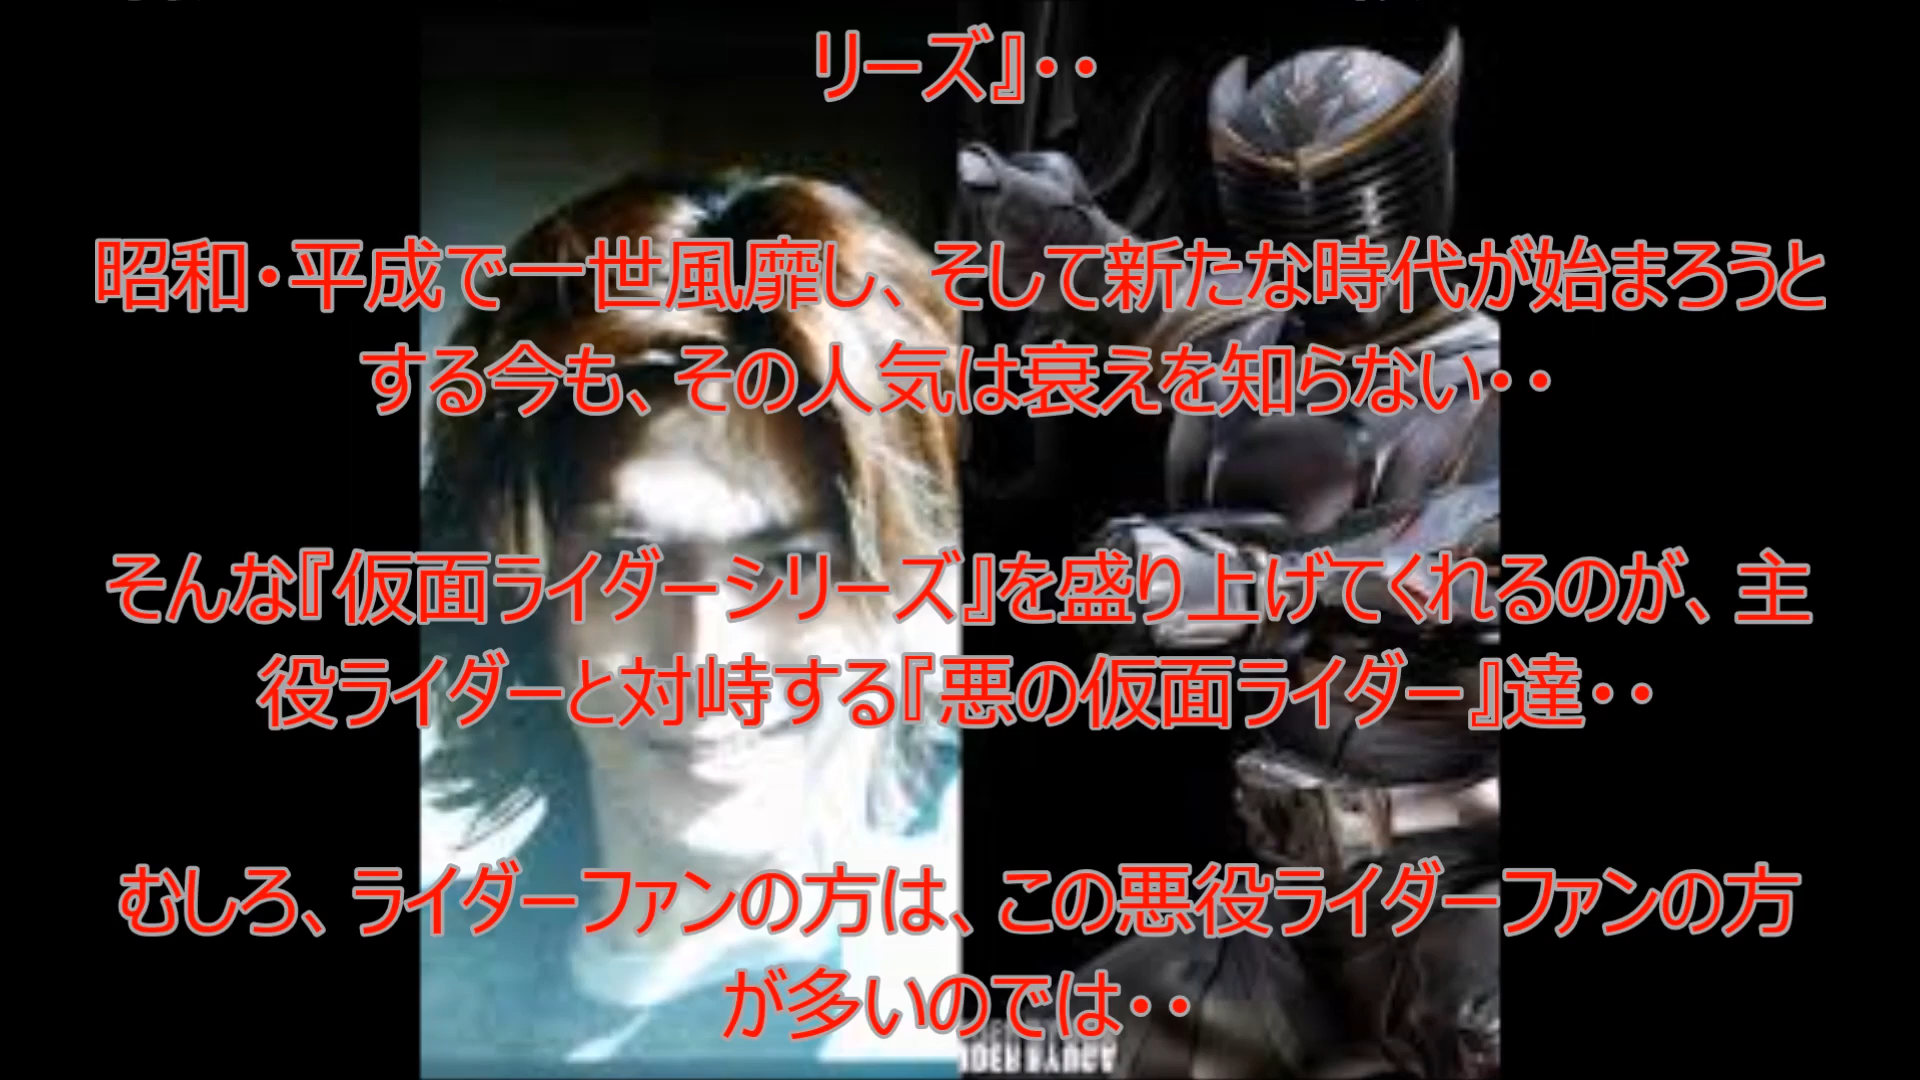 リーズ』・・
昭和・平成で一世風靡し、そして新たな時代が始まろうと
する今も、その人気は衰えを知らない・・
そんな『仮面ライダーシリーズ』を盛り上げてくれるのが、主
役ライダーと対峙する『悪の仮面ライダー』達・・
むしろ、ライダーファンの方は、この悪役ライダーファンの方
が多いのでは・・